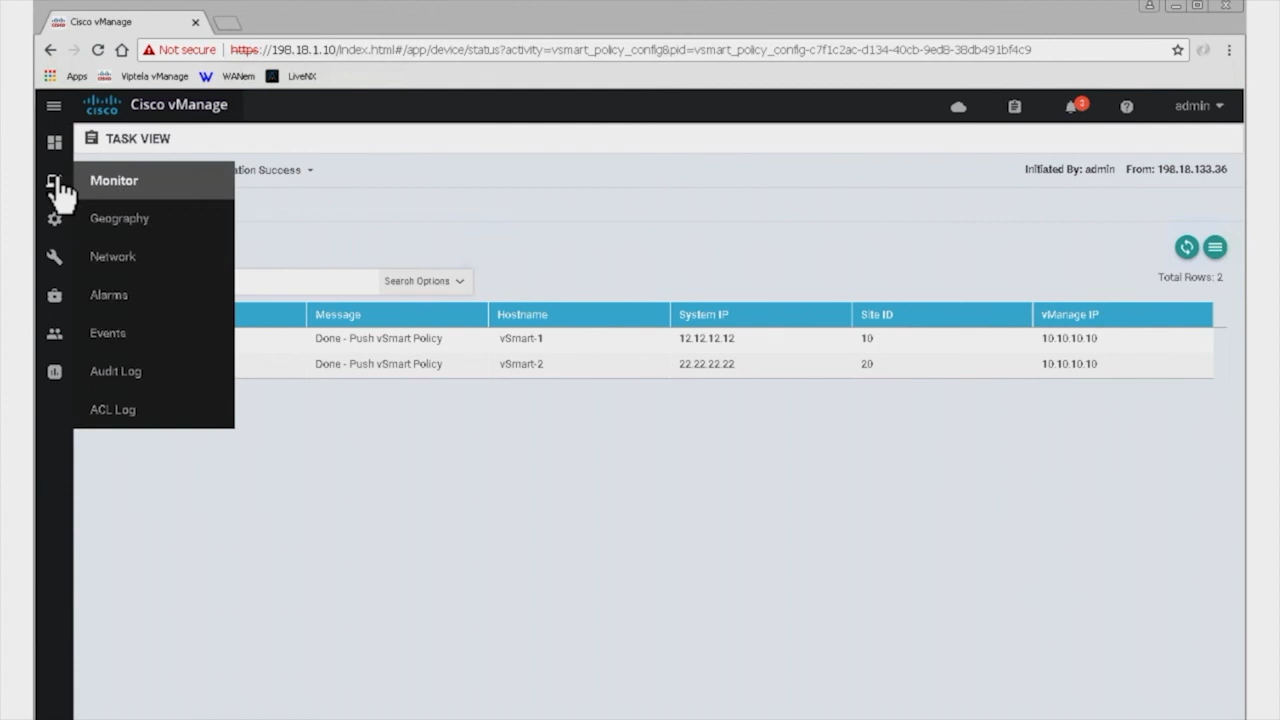 Cisco vManage
Not secure | https://198.18.1.10/index.html#/app/device/status?activity=vsmart_policy_config&pid=vsmart_policy_config-c7f1c2ac-d134-40cb-9ed8-38db491bf4c9
Apps Viptela vManage WANem LiveNX
CISCO Cisco vManage 3 admin
TASK VIEW
ation Success Initiated By: admin From: 198.18.133.36
Monitor
Geography
Network
Alarms
Events
Audit Log
ACL Log
Search Options Total Rows: 2
Message Hostname System IP Site ID vManage IP
Done - Push vSmart Policy vSmart-1 12.12.12.12 10 10.10.10.10
Done - Push vSmart Policy vSmart-2 22.22.22.22 20 10.10.10.10